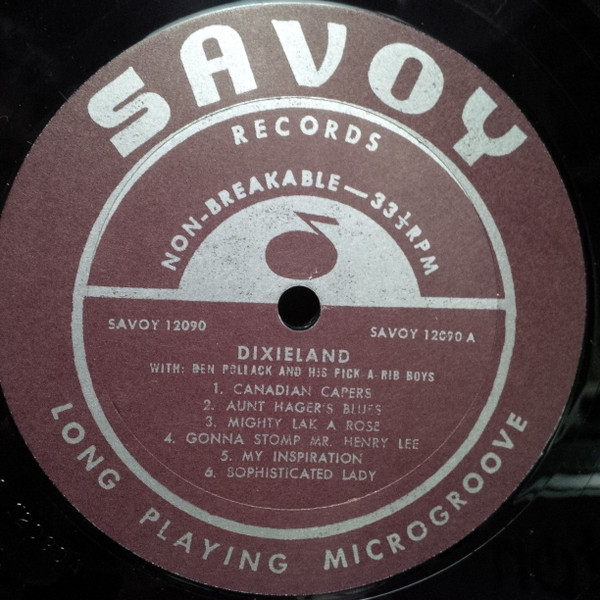 SAVOY
RECORDS
NON-BREAKABLE—33⅓RPM
SAVOY 12090
SAVOY 12090 A
DIXIELAND
WITH: BEN POLLACK AND HIS PICK-A-RIB BOYS
1. CANADIAN CAPERS
2. AUNT HAGER'S BLUES
3. MIGHTY LAK A ROSE
4. GONNA STOMP MR. HENRY LEE
5. MY INSPIRATION
6. SOPHISTICATED LADY
LONG PLAYING MICROGROOVE